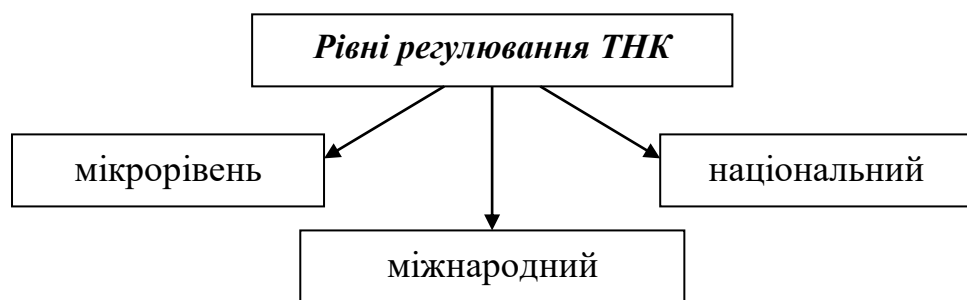 Рівні регулювання ТНК
мікрорівень
національний
міжнародний